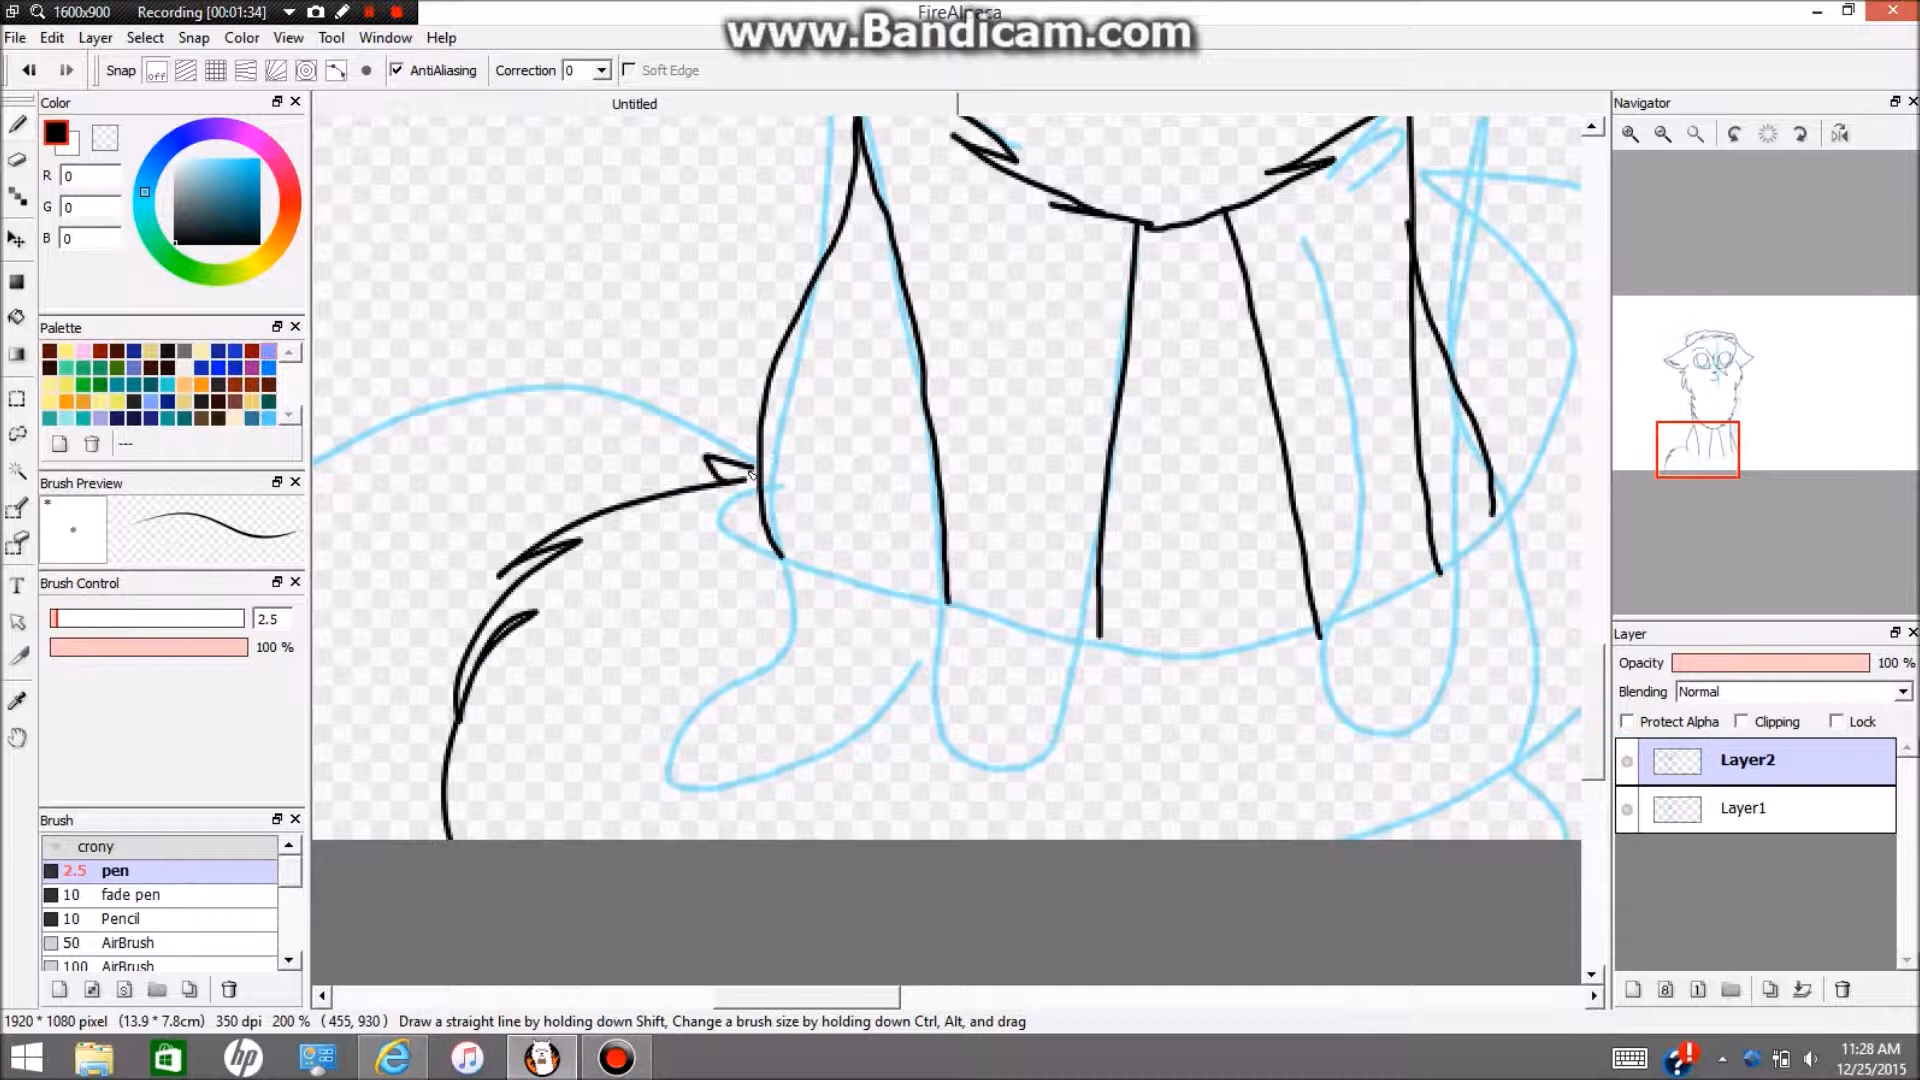 1600x900 Recording [00:01:34]
FireAlpaca
www.Bandicam.com
File Edit Layer Select Snap Color View Tool Window Help
Snap off AntiAliasing Correction 0 Soft Edge
Color
Untitled
Navigator
R 0
G 0
B 0
Palette
---
Brush Preview
*
Brush Control
2.5
100 %
Brush
crony
2.5 pen
10 fade pen
10 Pencil
50 AirBrush
100 AirBrush
Layer
Opacity 100 %
Blending Normal
Protect Alpha Clipping Lock
Layer2
Layer1
1920 * 1080 pixel (13.9 * 7.8cm) 350 dpi 200 % ( 455, 930 ) Draw a straight line by holding down Shift, Change a brush size by holding down Ctrl, Alt, and drag
11:28 AM
12/25/2015